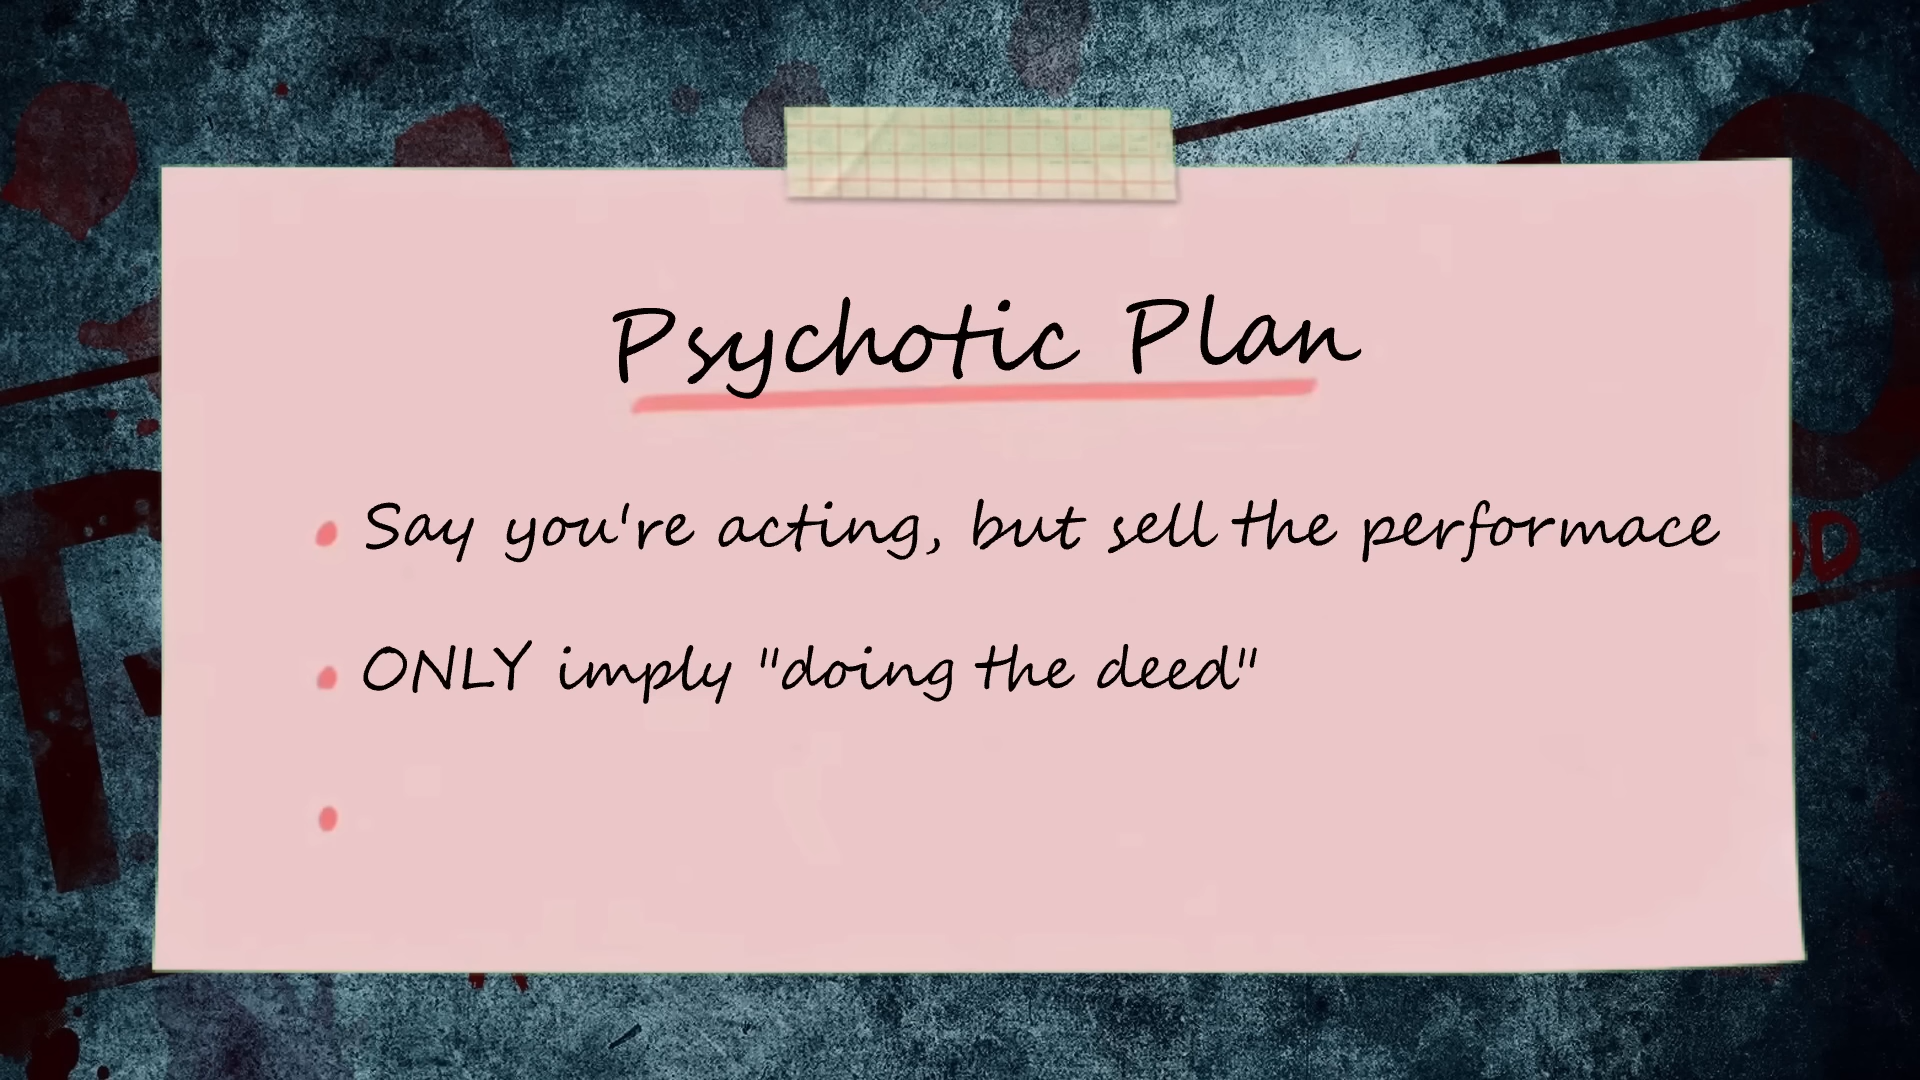 Psychotic Plan
Say you're acting, but sell the performace
ONLY imply "doing the deed"